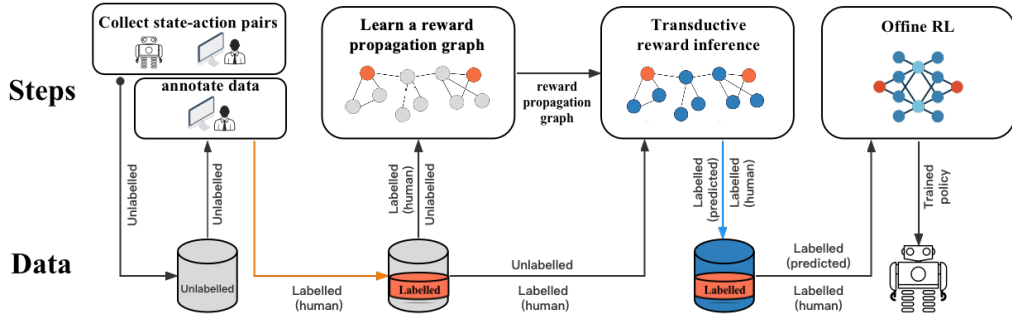 Collect state-action pairs
annotate data
Learn a reward
propagation graph
reward
propagation
graph
Transductive
reward inference
Offine RL
Steps
Unlabelled
Unlabelled
Labelled
(human)
Unlabelled
Labelled
(predicted)
Labelled
(human)
Trained
policy
Data
Unlabelled
Labelled
(human)
Labelled
Unlabelled
Labelled
(human)
Labelled
Labelled
(predicted)
Labelled
(human)